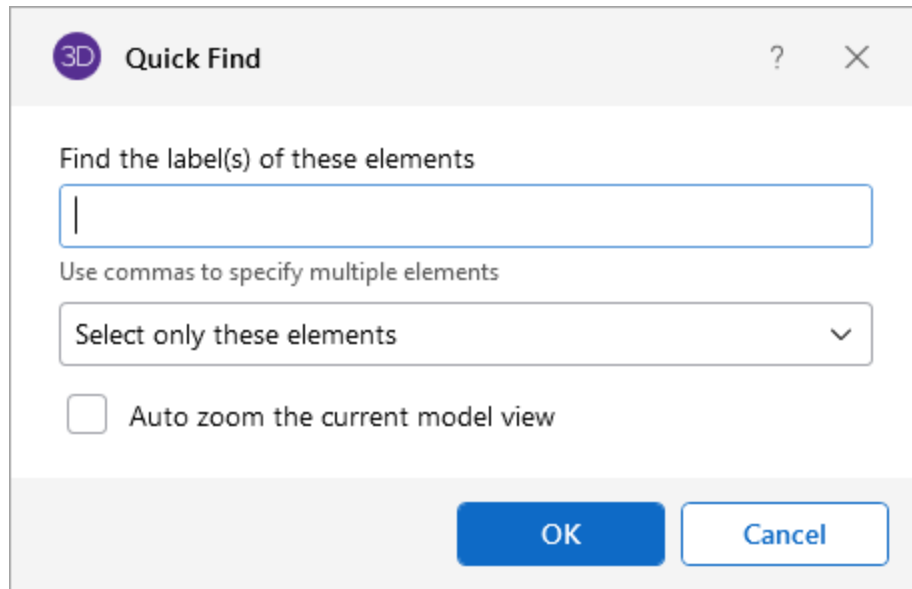 3D Quick Find ?
Find the label(s) of these elements
Use commas to specify multiple elements
Select only these elements
Auto zoom the current model view
OK Cancel